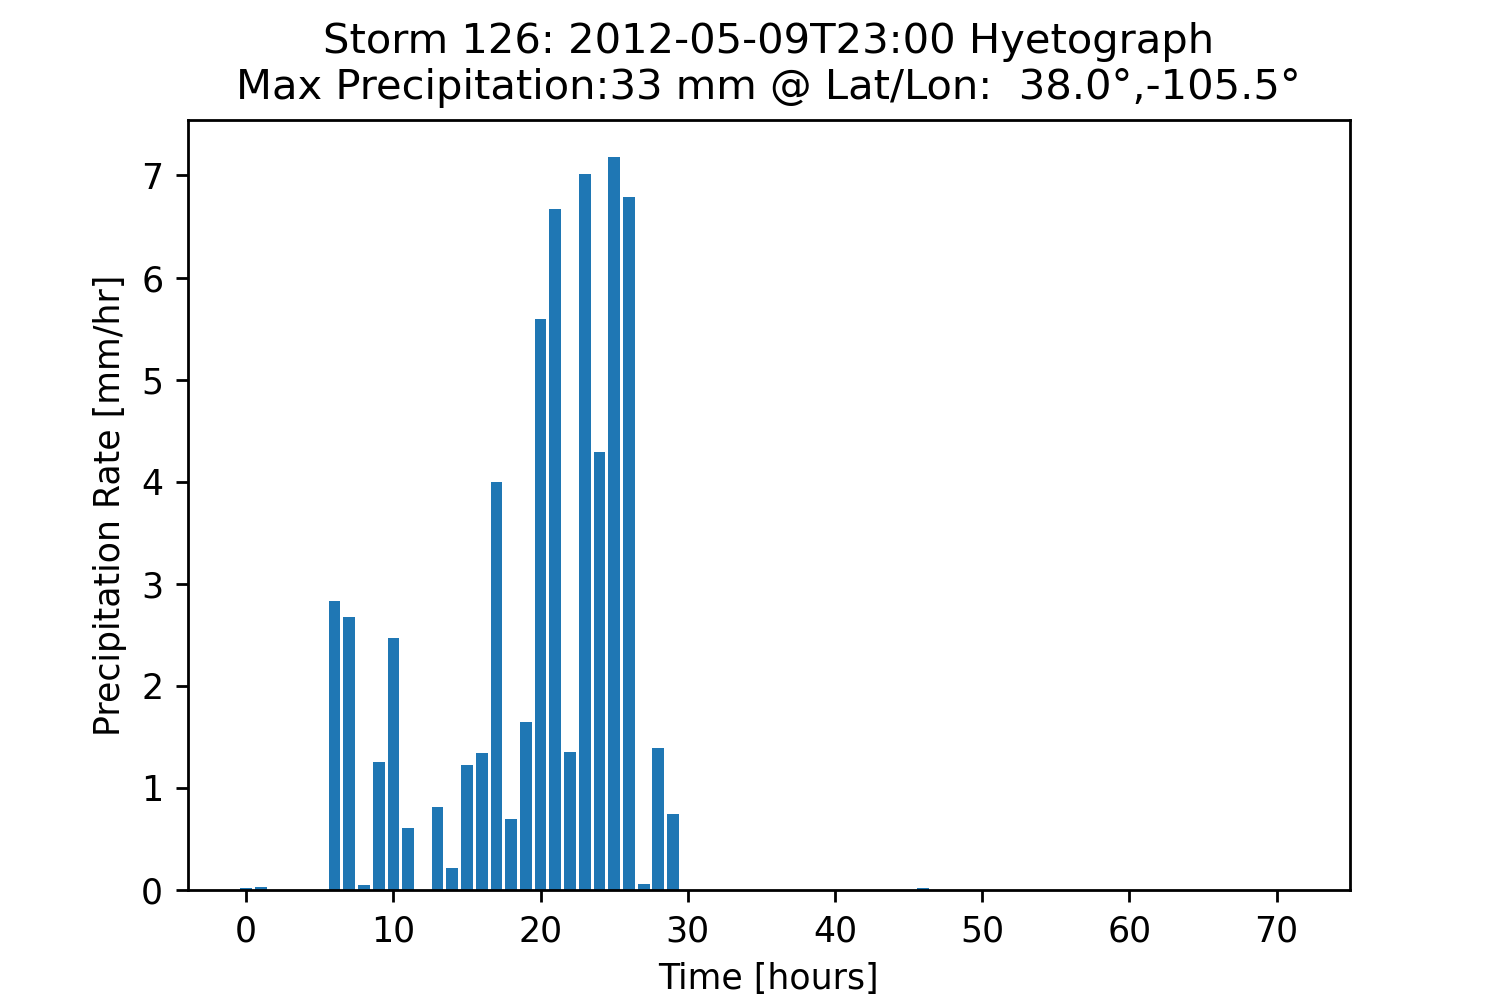 Storm 126: 2012-05-09T23:00 Hyetograph
Max Precipitation:33 mm @ Lat/Lon:  38.0°,-105.5°
Precipitation Rate [mm/hr]
7
6
5
4
3
2
1
0
0 10 20 30 40 50 60 70
Time [hours]